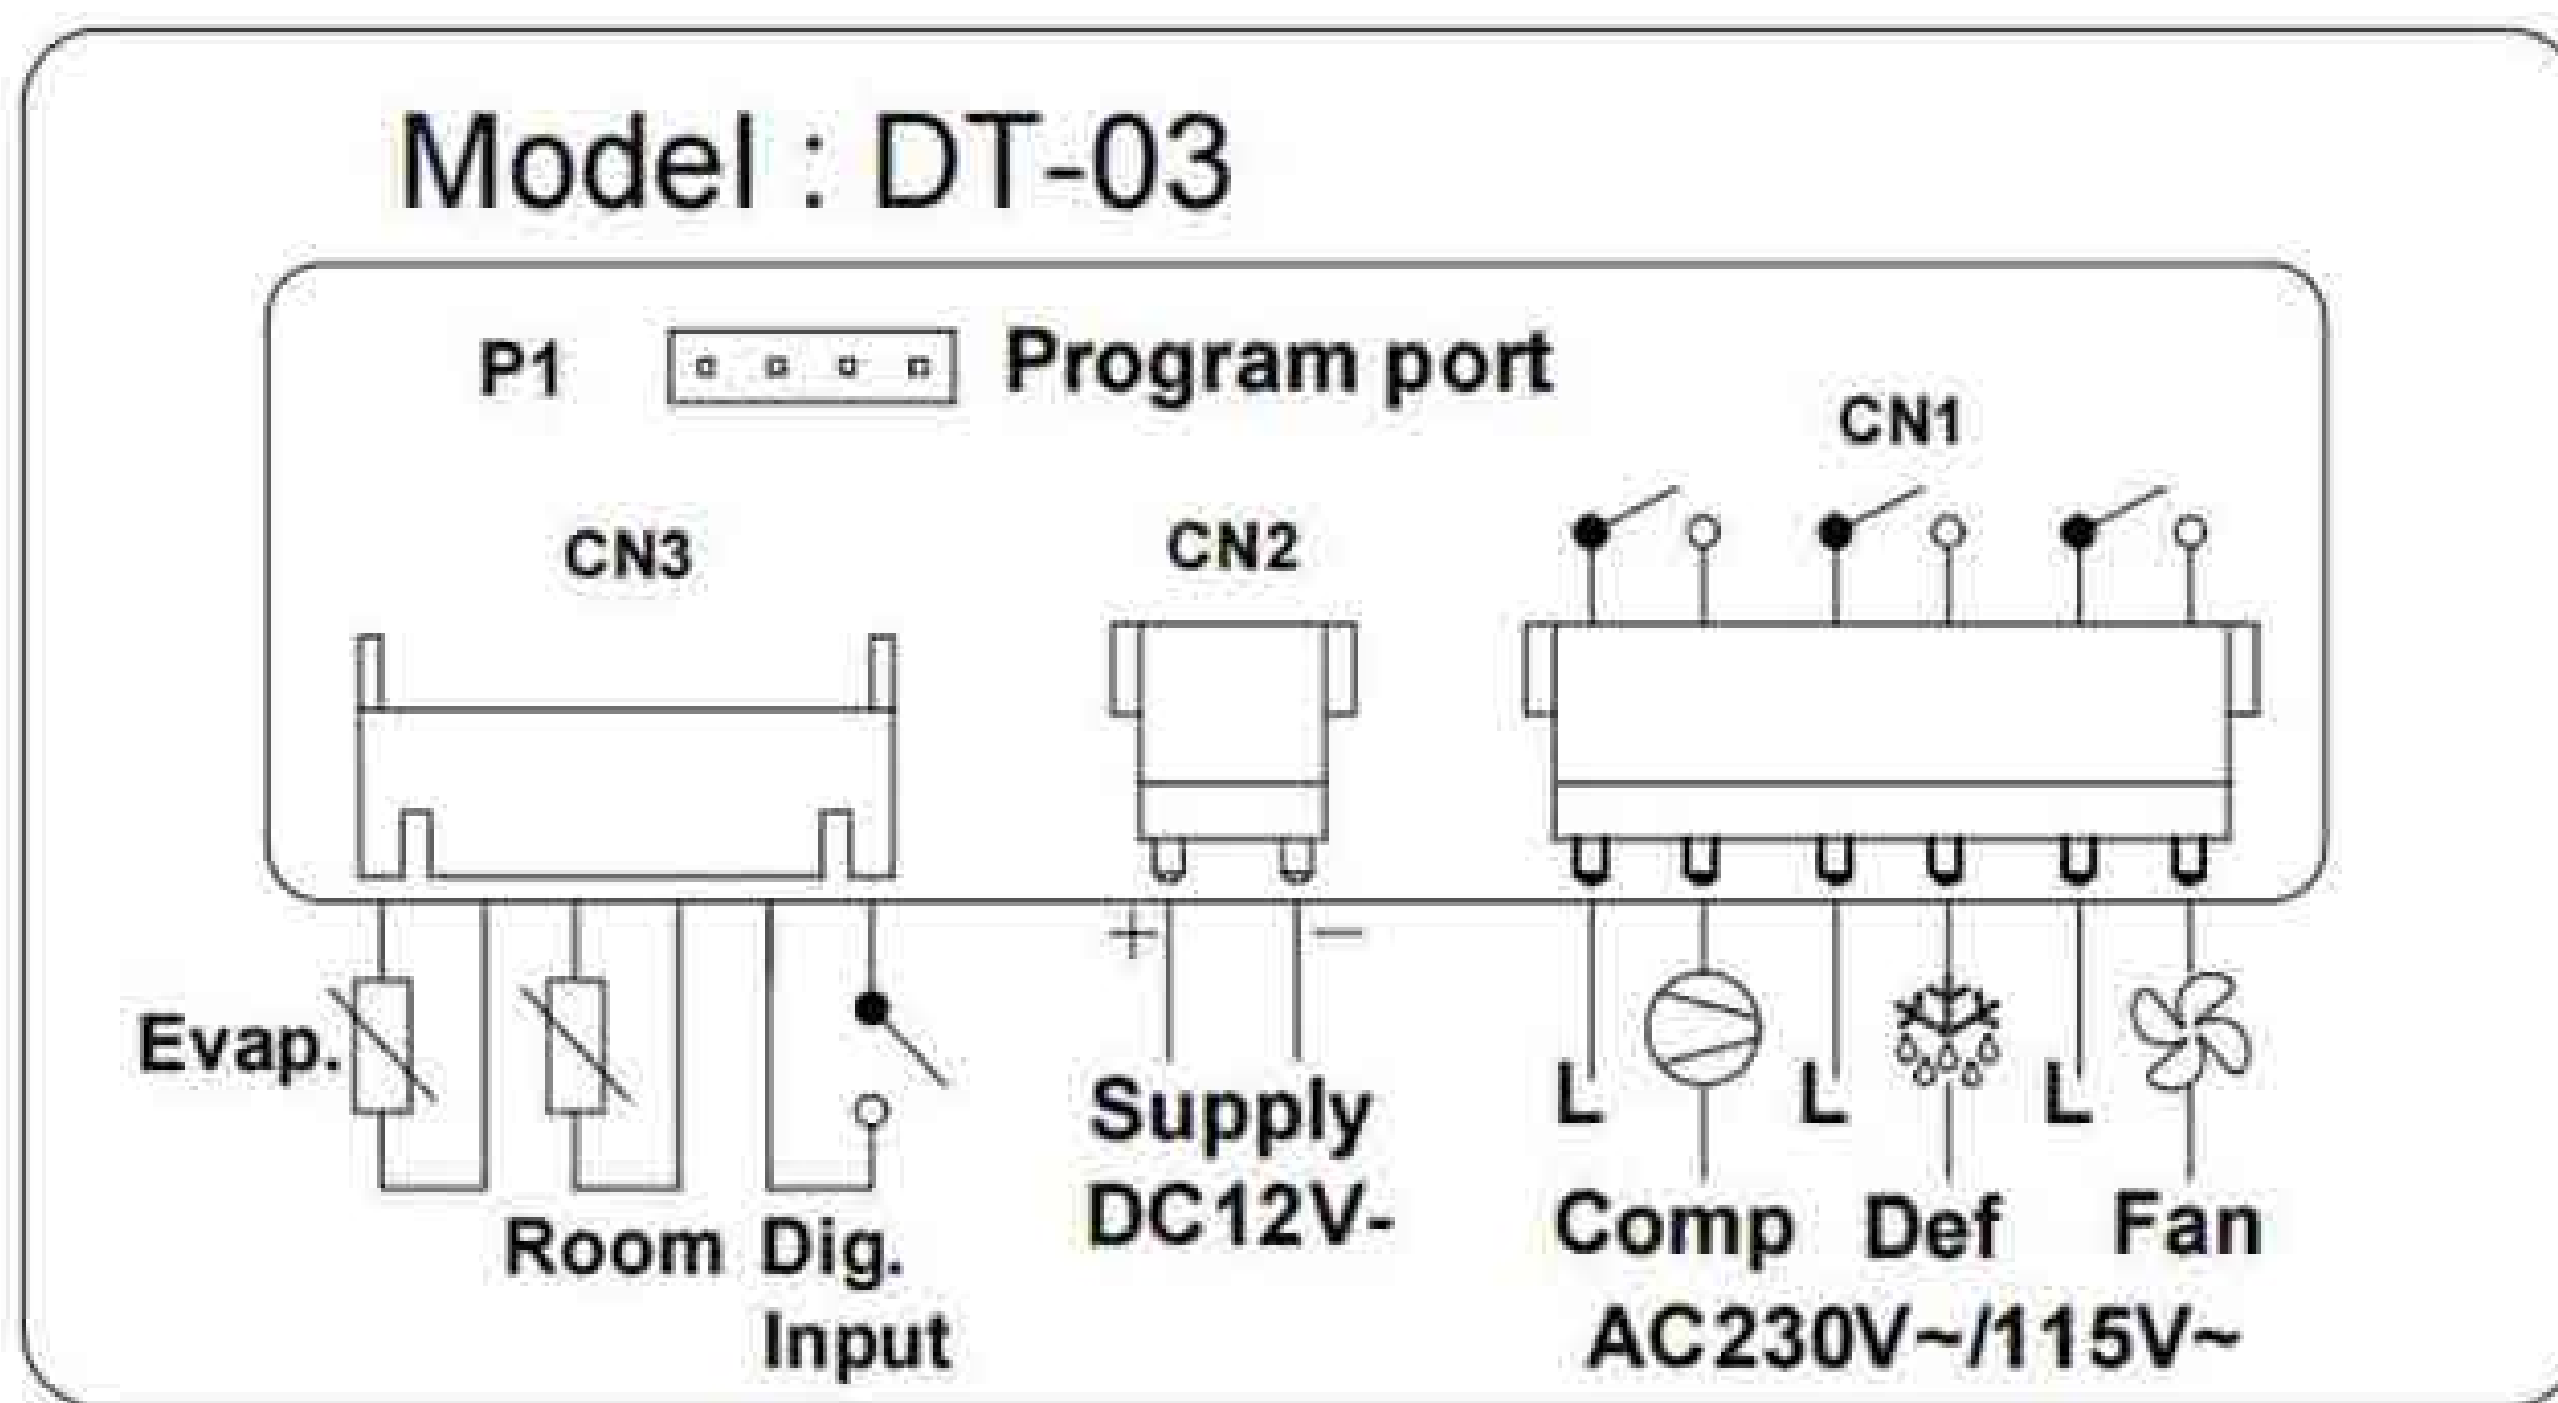 Model : DT-03
P1 Program port
CN1
CN3
CN2
+ −
Evap.
L L L
Supply
DC12V-
Comp Def Fan
Room Dig.
Input
AC230V~/115V~